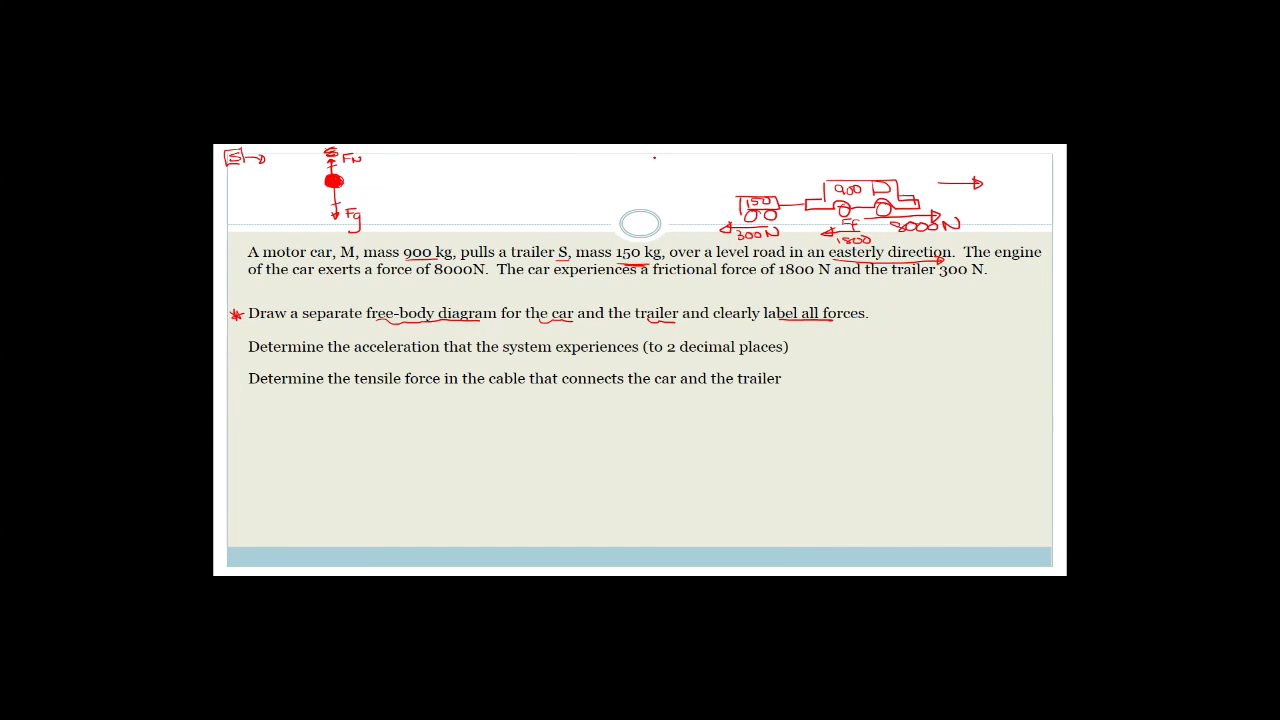 S
FN
Fg
900
150
300 N
Ff
1800
8000N
A motor car, M, mass 900 kg, pulls a trailer S, mass 150 kg, over a level road in an easterly direction. The engine
of the car exerts a force of 8000N. The car experiences a frictional force of 1800 N and the trailer 300 N.
* Draw a separate free-body diagram for the car and the trailer and clearly label all forces.
Determine the acceleration that the system experiences (to 2 decimal places)
Determine the tensile force in the cable that connects the car and the trailer